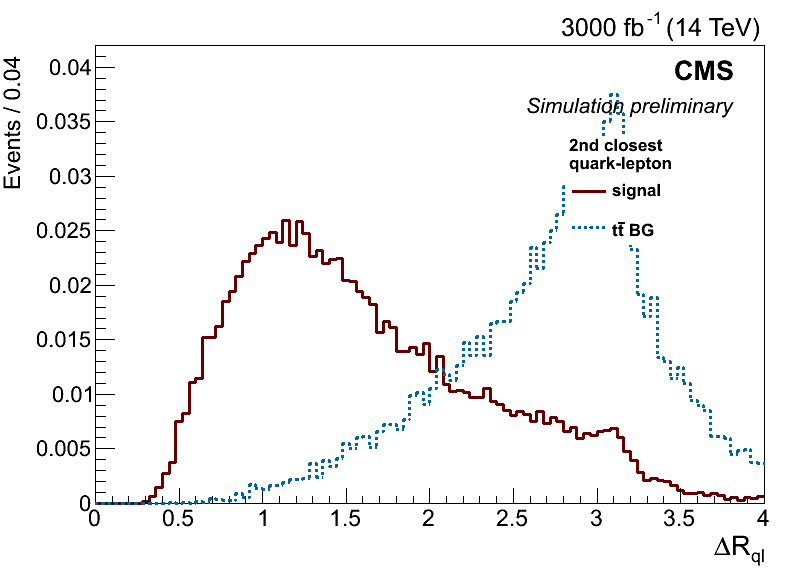 3000 fb⁻¹ (14 TeV)
Events / 0.04
CMS
Simulation preliminary
2nd closest
quark-lepton
signal
tt̄ BG
0.04
0.035
0.03
0.025
0.02
0.015
0.01
0.005
0
0 0.5 1 1.5 2 2.5 3 3.5 4
ΔR_ql